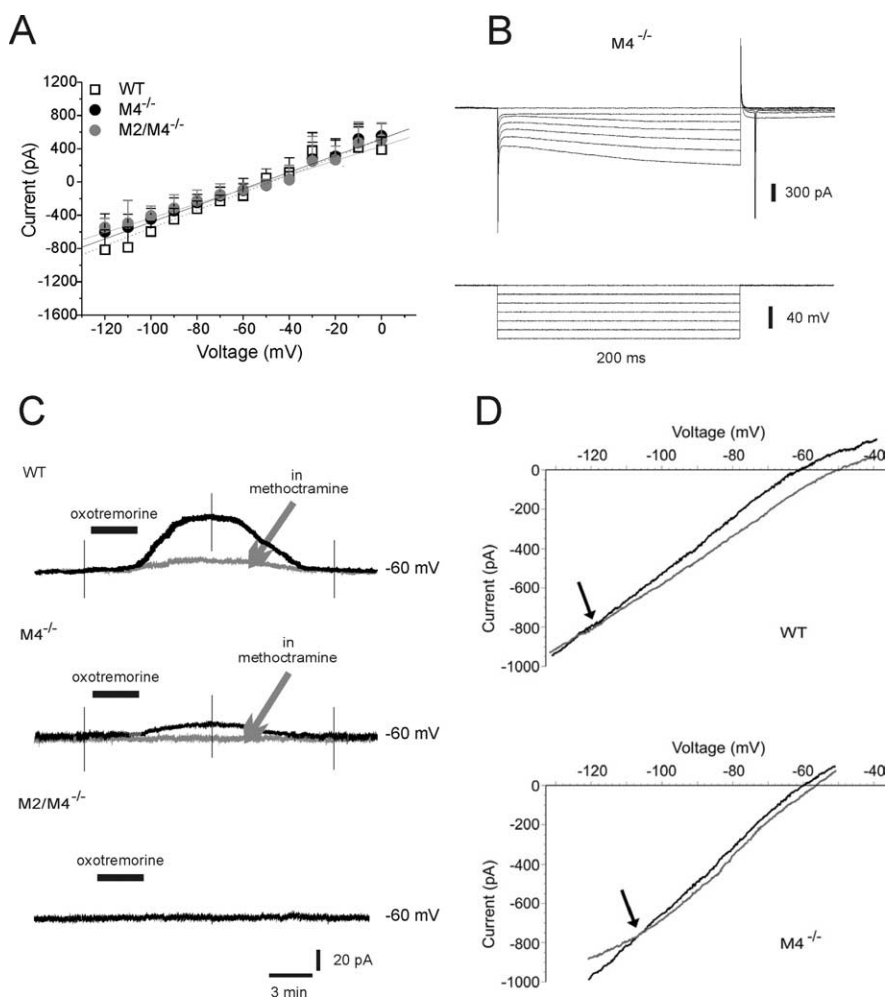 A
1200
800
400
0
-400
-800
-1200
-1600
Current (pA)
WT
M4-/-
M2/M4-/-
-120 -100 -80 -60 -40 -20 0
Voltage (mV)
B
M4 -/-
300 pA
40 mV
200 ms
C
WT
oxotremorine
in
methoctramine
-60 mV
M4-/-
oxotremorine
in
methoctramine
-60 mV
M2/M4-/-
oxotremorine
-60 mV
20 pA
3 min
D
Voltage (mV)
-120 -100 -80 -60 -40
0
-200
-400
-600
-800
-1000
Current (pA)
WT
Voltage (mV)
-120 -100 -80 -60 -40
0
-200
-400
-600
-800
-1000
Current (pA)
M4-/-